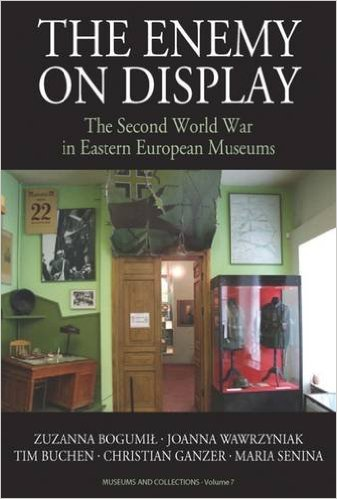 THE ENEMY
ON DISPLAY
The Second World War
in Eastern European Museums
22
ZUZANNA BOGUMIŁ · JOANNA WAWRZYNIAK
TIM BUCHEN · CHRISTIAN GANZER · MARIA SENINA
MUSEUMS AND COLLECTIONS - Volume 7